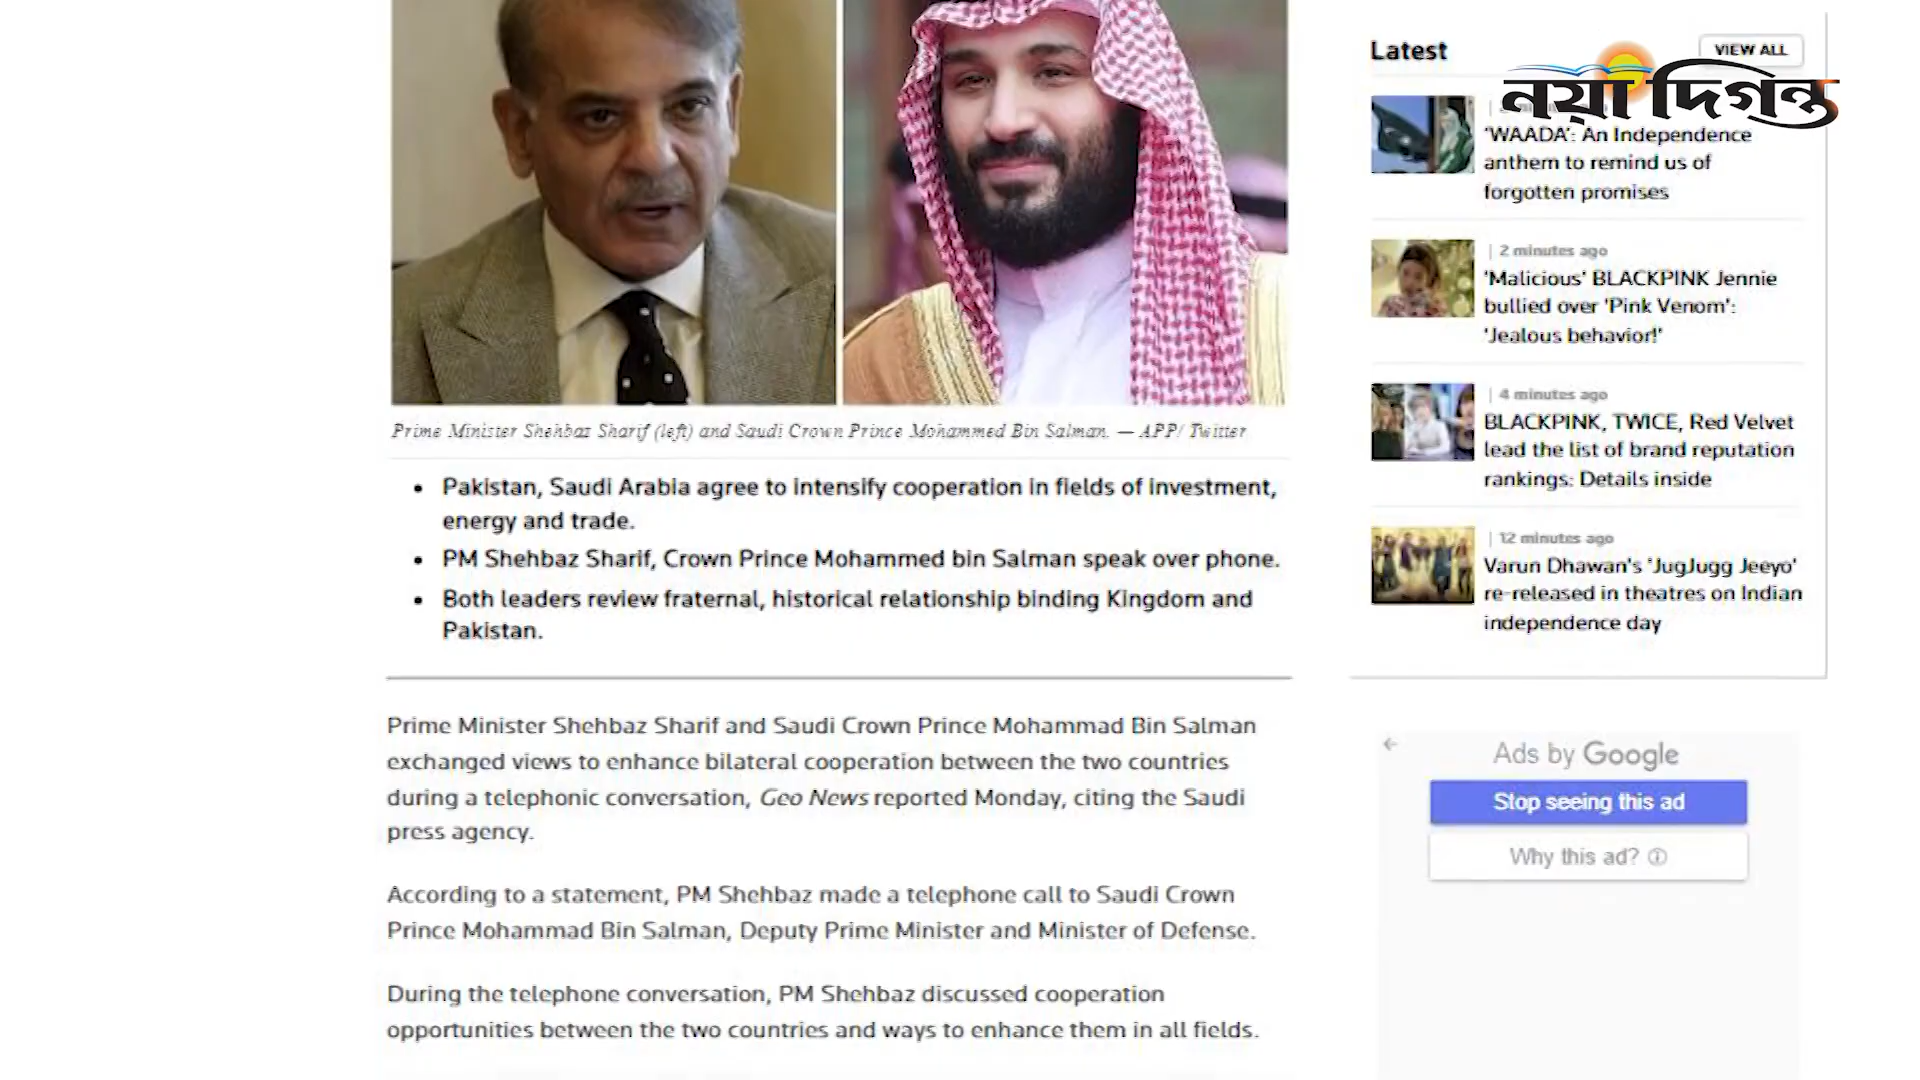 Prime Minister Shehbaz Sharif (left) and Saudi Crown Prince Mohammed Bin Salman. — APP/ Twitter
• Pakistan, Saudi Arabia agree to intensify cooperation in fields of investment,
energy and trade.
• PM Shehbaz Sharif, Crown Prince Mohammed bin Salman speak over phone.
• Both leaders review fraternal, historical relationship binding Kingdom and
Pakistan.
Prime Minister Shehbaz Sharif and Saudi Crown Prince Mohammad Bin Salman
exchanged views to enhance bilateral cooperation between the two countries
during a telephonic conversation, Geo News reported Monday, citing the Saudi
press agency.
According to a statement, PM Shehbaz made a telephone call to Saudi Crown
Prince Mohammad Bin Salman, Deputy Prime Minister and Minister of Defense.
During the telephone conversation, PM Shehbaz discussed cooperation
opportunities between the two countries and ways to enhance them in all fields.
Latest
VIEW ALL
নয়া দিগন্ত
'WAADA': An Independence
anthem to remind us of
forgotten promises
| 2 minutes ago
'Malicious' BLACKPINK Jennie
bullied over 'Pink Venom':
'Jealous behavior!'
| 4 minutes ago
BLACKPINK, TWICE, Red Velvet
lead the list of brand reputation
rankings: Details inside
| 12 minutes ago
Varun Dhawan's 'JugJugg Jeeyo'
re-released in theatres on Indian
independence day
Ads by Google
Stop seeing this ad
Why this ad?